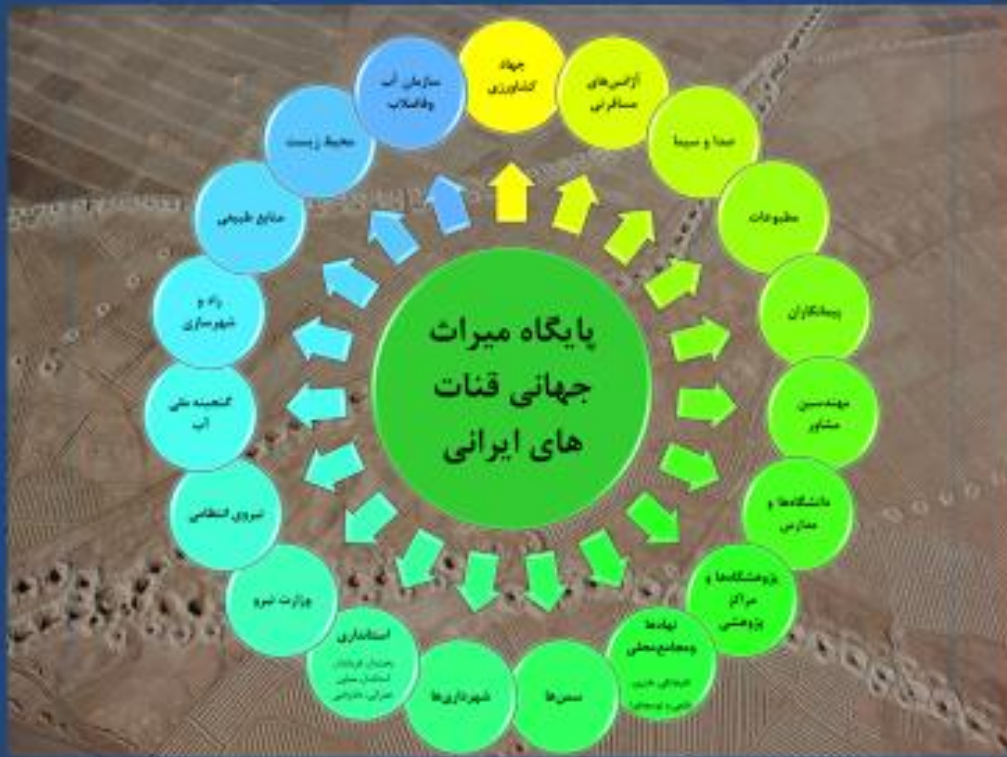 پایگاه میراث
جهانی قنات
های ایرانی
جهاد
کشاورزی
آژانس‌های
مسافرتی
صدا و سیما
مطبوعات
پیمانکاران
مهندسین
مشاور
دانشگاه‌ها و
مدارس
پژوهشگاه‌ها و
مراکز
پژوهشی
نهادها
ومجامع‌محلی
سمن‌ها
شهرداری‌ها
استانداری
وزارت نیرو
نیروی انتظامی
گنجینه ملی
آب
راه و
شهرسازی
منابع طبیعی
محیط زیست
سازمان آب
وفاضلاب